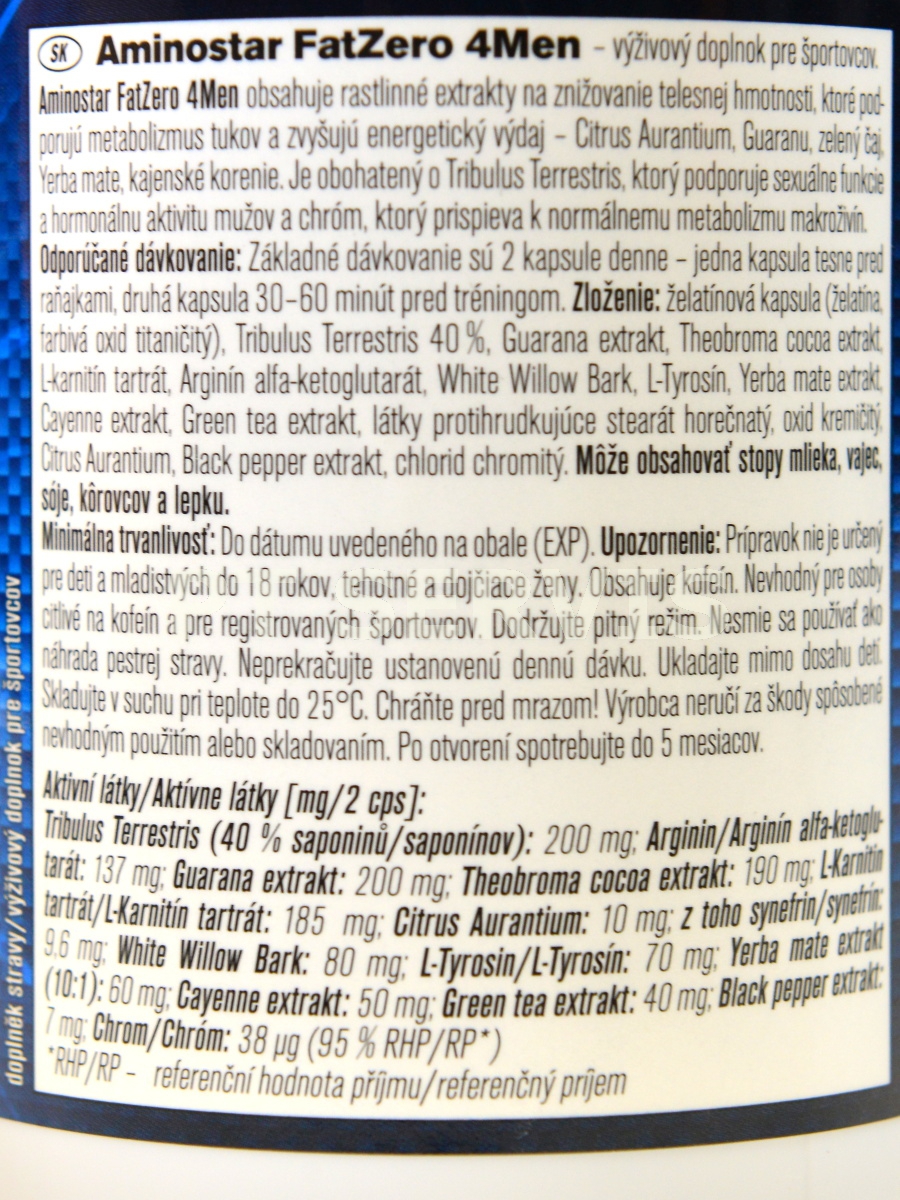 SK Aminostar FatZero 4Men – výživový doplnok pre športovcov.
Aminostar FatZero 4Men obsahuje rastlinné extrakty na znižovanie telesnej hmotnosti, ktoré pod-
porujú metabolizmus tukov a zvyšujú energetický výdaj – Citrus Aurantium, Guaranu, zelený čaj,
Yerba mate, kajenské korenie. Je obohatený o Tribulus Terrestris, ktorý podporuje sexuálne funkcie
a hormonálnu aktivitu mužov a chróm, ktorý prispieva k normálnemu metabolizmu makroživín.
Odporúčané dávkovanie: Základné dávkovanie sú 2 kapsule denne – jedna kapsula tesne pred
raňajkami, druhá kapsula 30–60 minút pred tréningom. Zloženie: želatínová kapsula (želatína,
farbivá oxid titaničitý), Tribulus Terrestris 40 %, Guarana extrakt, Theobroma cocoa extrakt,
L-karnitín tartrát, Arginín alfa-ketoglutarát, White Willow Bark, L-Tyrosín, Yerba mate extrakt,
Cayenne extrakt, Green tea extrakt, látky protihrudkujúce stearát horečnatý, oxid kremičitý,
Citrus Aurantium, Black pepper extrakt, chlorid chromitý. Môže obsahovať stopy mlieka, vajec,
sóje, kôrovcov a lepku.
Minimálna trvanlivosť: Do dátumu uvedeného na obale (EXP). Upozornenie: Prípravok nie je určený
pre deti a mladistvých do 18 rokov, tehotné a dojčiace ženy. Obsahuje kofeín. Nevhodný pre osoby
citlivé na kofeín a pre registrovaných športovcov. Dodržujte pitný režim. Nesmie sa používať ako
náhrada pestrej stravy. Neprekračujte ustanovenú dennú dávku. Ukladajte mimo dosahu detí.
Skladujte v suchu pri teplote do 25°C. Chráňte pred mrazom! Výrobca neručí za škody spôsobené
nevhodným použitím alebo skladovaním. Po otvorení spotrebujte do 5 mesiacov.
Aktivní látky/Aktívne látky [mg/2 cps]:
Tribulus Terrestris (40 % saponinů/saponínov): 200 mg; Arginin/Arginín alfa-ketoglu-
tarát: 137 mg; Guarana extrakt: 200 mg; Theobroma cocoa extrakt: 190 mg; L-Karnitin
tartrát/L-Karnitín tartrát: 185 mg; Citrus Aurantium: 10 mg; z toho synefrin/synefrín:
9,6 mg; White Willow Bark: 80 mg; L-Tyrosin/L-Tyrosín: 70 mg; Yerba mate extrakt
(10:1): 60 mg; Cayenne extrakt: 50 mg; Green tea extrakt: 40 mg; Black pepper extrakt:
7 mg; Chrom/Chróm: 38 µg (95 % RHP/RP*)
*RHP/RP – referenční hodnota příjmu/referenčný príjem
doplněk stravy/výživový doplnok pre športovcov